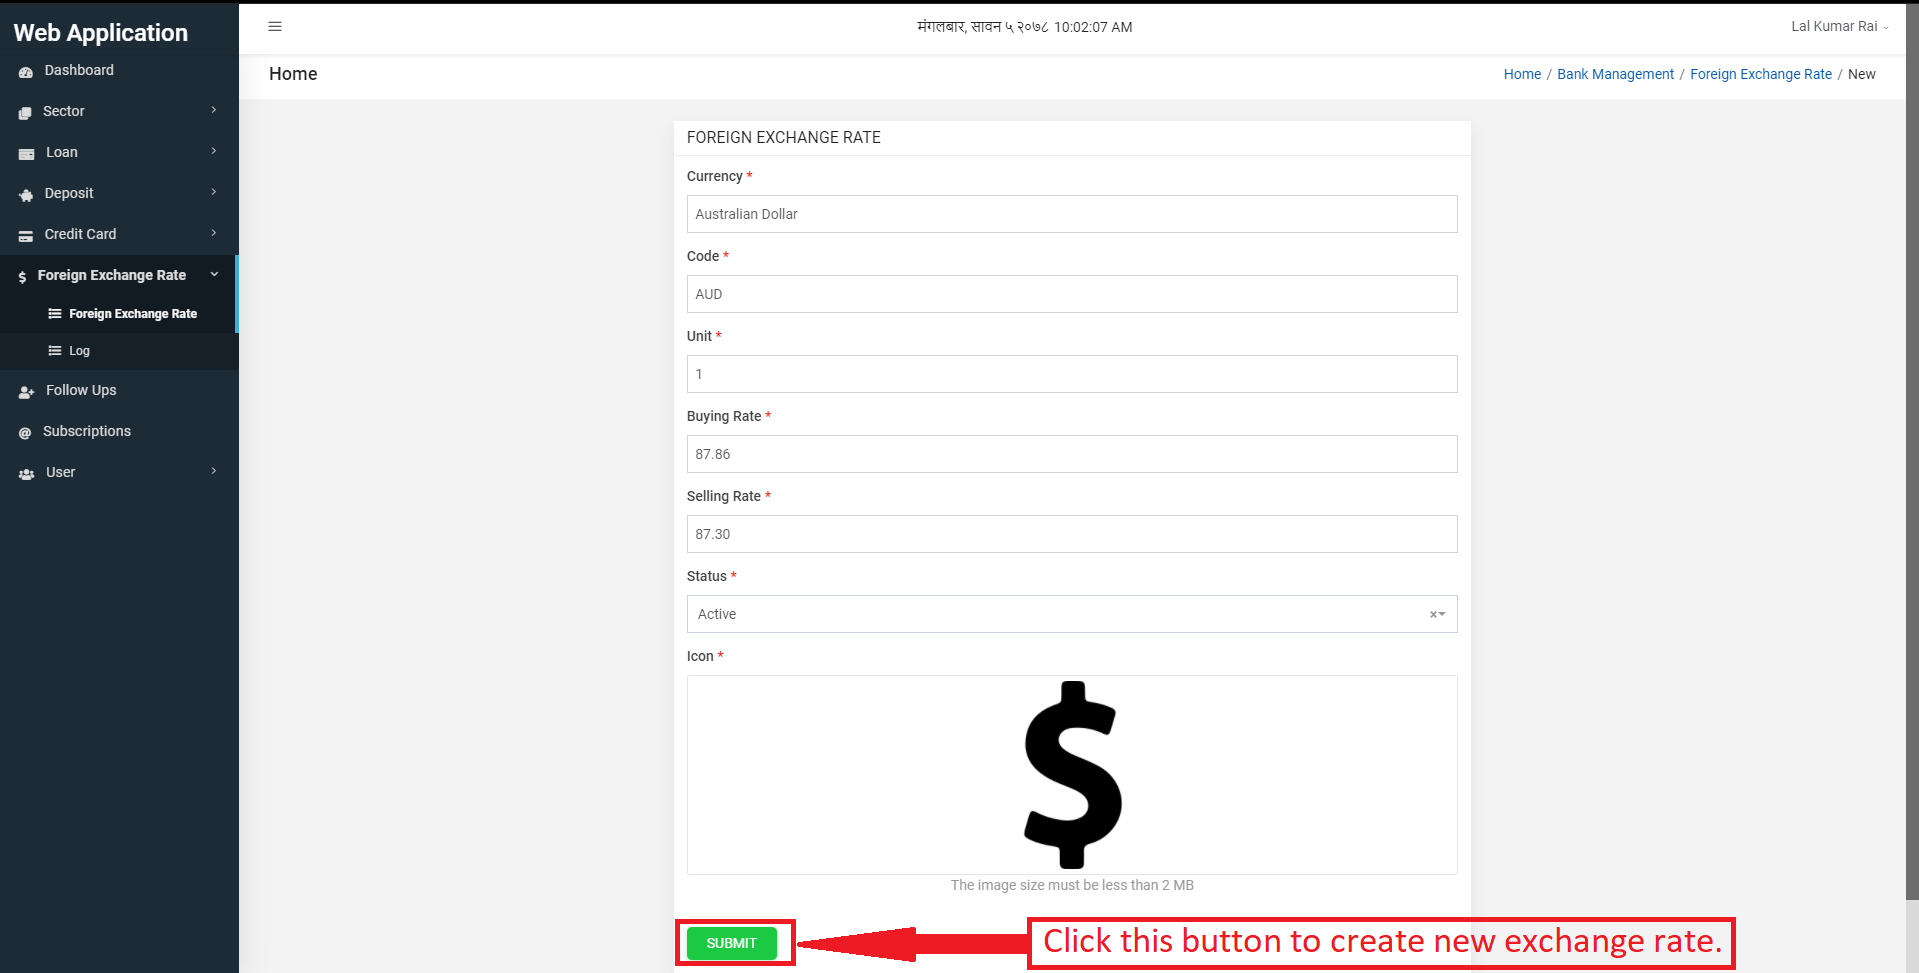 Web Application
मंगलबार, सावन ५ २०७८ 10:02:07 AM
Lal Kumar Rai
Dashboard
Sector
Loan
Deposit
Credit Card
Foreign Exchange Rate
Foreign Exchange Rate
Log
Follow Ups
Subscriptions
User
Home
Home / Bank Management / Foreign Exchange Rate / New
FOREIGN EXCHANGE RATE
Currency *
Australian Dollar
Code *
AUD
Unit *
1
Buying Rate *
87.86
Selling Rate *
87.30
Status *
Active
Icon *
$
The image size must be less than 2 MB
SUBMIT
Click this button to create new exchange rate.